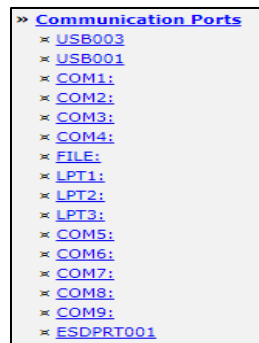 » Communication Ports
¤ USB003
¤ USB001
¤ COM1:
¤ COM2:
¤ COM3:
¤ COM4:
¤ FILE:
¤ LPT1:
¤ LPT2:
¤ LPT3:
¤ COM5:
¤ COM6:
¤ COM7:
¤ COM8:
¤ COM9:
¤ ESDPRT001